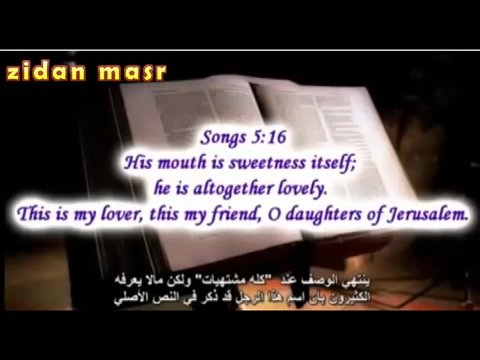 zidan masr
Songs 5:16
His mouth is sweetness itself;
he is altogether lovely.
This is my lover, this my friend, O daughters of Jerusalem.
ينتهي الوصف عند "كله مشتهيات" ولكن مالا يعرفه
الكثيرون بأن اسم هذا الرجل قد ذكر في النص الأصلي